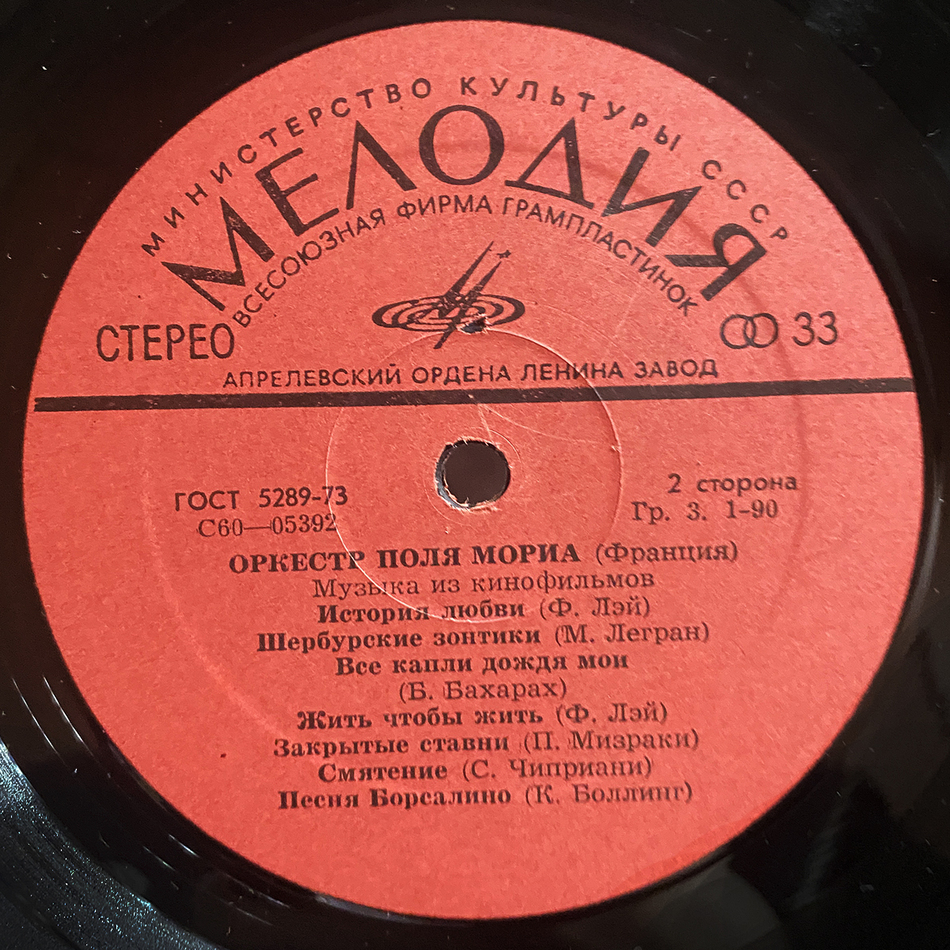 МИНИСТЕРСТВО КУЛЬТУРЫ СССР
МЕЛОДИЯ
ВСЕСОЮЗНАЯ ФИРМА ГРАМПЛАСТИНОК
СТЕРЕО
33
АПРЕЛЕВСКИЙ ОРДЕНА ЛЕНИНА ЗАВОД
ГОСТ 5289-73
2 сторона
С60—05392
Гр. 3. 1-90
ОРКЕСТР ПОЛЯ МОРИА (Франция)
Музыка из кинофильмов
История любви (Ф. Лэй)
Шербурские зонтики (М. Легран)
Все капли дождя мои
(Б. Бахарах)
Жить чтобы жить (Ф. Лэй)
Закрытые ставни (П. Мизраки)
Смятение (С. Чиприани)
Песня Борсалино (К. Боллинг)